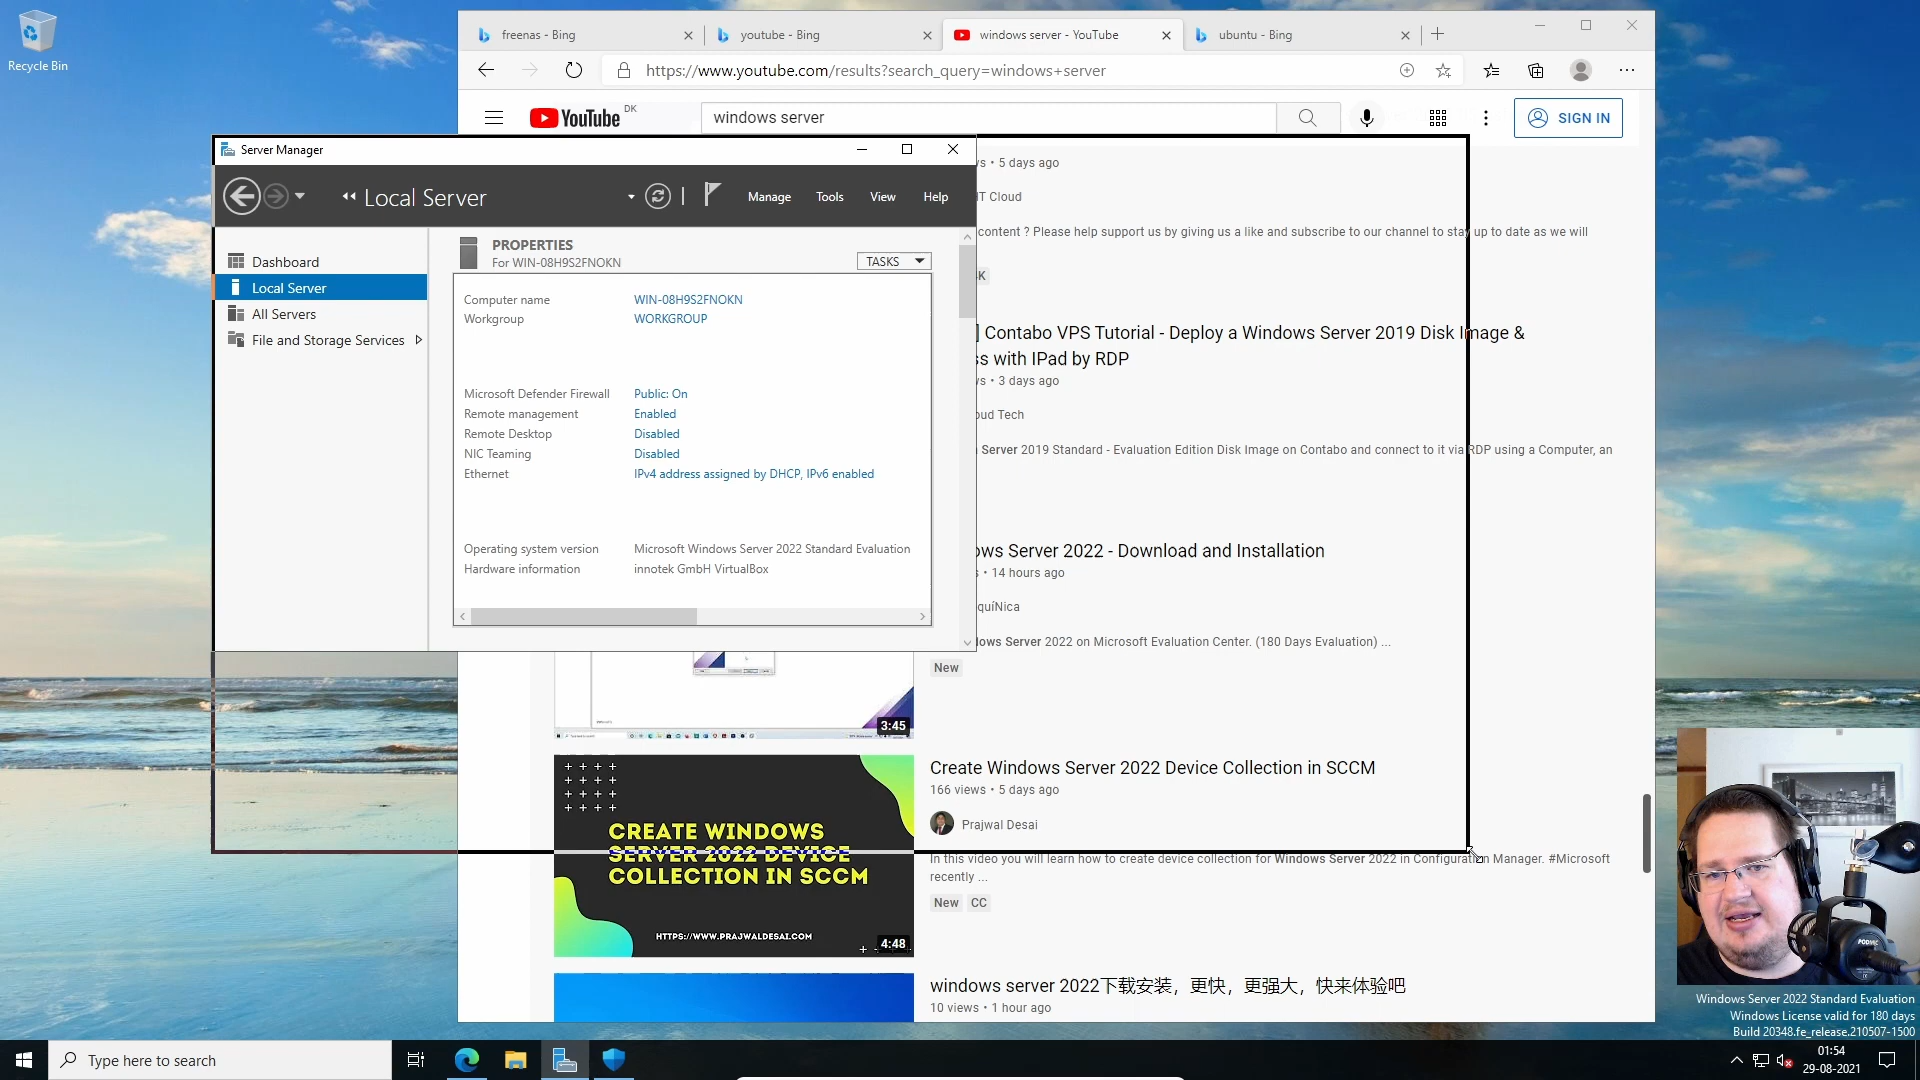 Recycle Bin
freenas - Bing
youtube - Bing
windows server - YouTube
ubuntu - Bing
https://www.youtube.com/results?search_query=windows+server
YouTube DK
windows server
SIGN IN
Server Manager
Local Server
Manage
Tools
View
Help
Dashboard
Local Server
All Servers
File and Storage Services
PROPERTIES
For WIN-08H9S2FNOKN
TASKS
Computer name WIN-08H9S2FNOKN
Workgroup WORKGROUP
Microsoft Defender Firewall Public: On
Remote management Enabled
Remote Desktop Disabled
NIC Teaming Disabled
Ethernet IPv4 address assigned by DHCP, IPv6 enabled
Operating system version Microsoft Windows Server 2022 Standard Evaluation
Hardware information innotek GmbH VirtualBox
• 5 days ago
IT Cloud
content ? Please help support us by giving us a like and subscribe to our channel to stay up to date as we will
] Contabo VPS Tutorial - Deploy a Windows Server 2019 Disk Image &
with IPad by RDP
• 3 days ago
Tech
Server 2019 Standard - Evaluation Edition Disk Image on Contabo and connect to it via RDP using a Computer, an
Server 2022 - Download and Installation
• 14 hours ago
Server 2022 on Microsoft Evaluation Center. (180 Days Evaluation) ...
New
3:45
CREATE WINDOWS
SERVER 2022 DEVICE
COLLECTION IN SCCM
HTTPS://WWW.PRAJWALDESAI.COM
4:48
Create Windows Server 2022 Device Collection in SCCM
166 views • 5 days ago
Prajwal Desai
In this video you will learn how to create device collection for Windows Server 2022 in Configuration Manager. #Microsoft
recently ...
New CC
windows server 2022下载安装，更快，更强大，快来体验吧
10 views • 1 hour ago
PODMIC
Windows Server 2022 Standard Evaluation
Windows License valid for 180 days
Build 20348.fe_release.210507-1500
Type here to search
01:54
29-08-2021